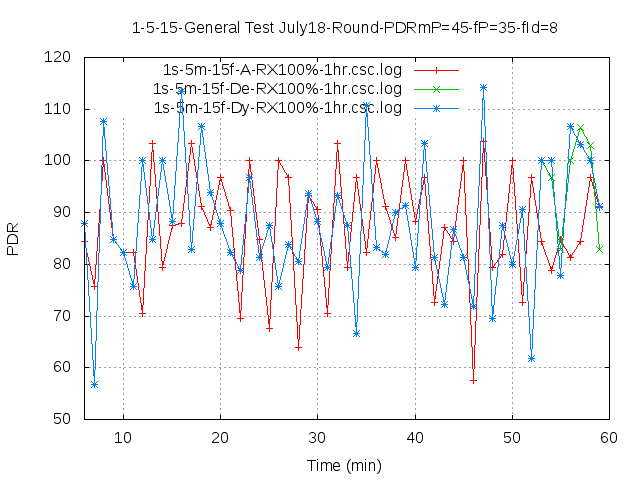 1-5-15-General Test July18-Round-PDRmP=45-fP=35-fId=8
120
110
100
90
80
70
60
50
PDR
1s-5m-15f-A-RX100%-1hr.csc.log
1s-5m-15f-De-RX100%-1hr.csc.log
1s-5m-15f-Dy-RX100%-1hr.csc.log
10 20 30 40 50 60
Time (min)